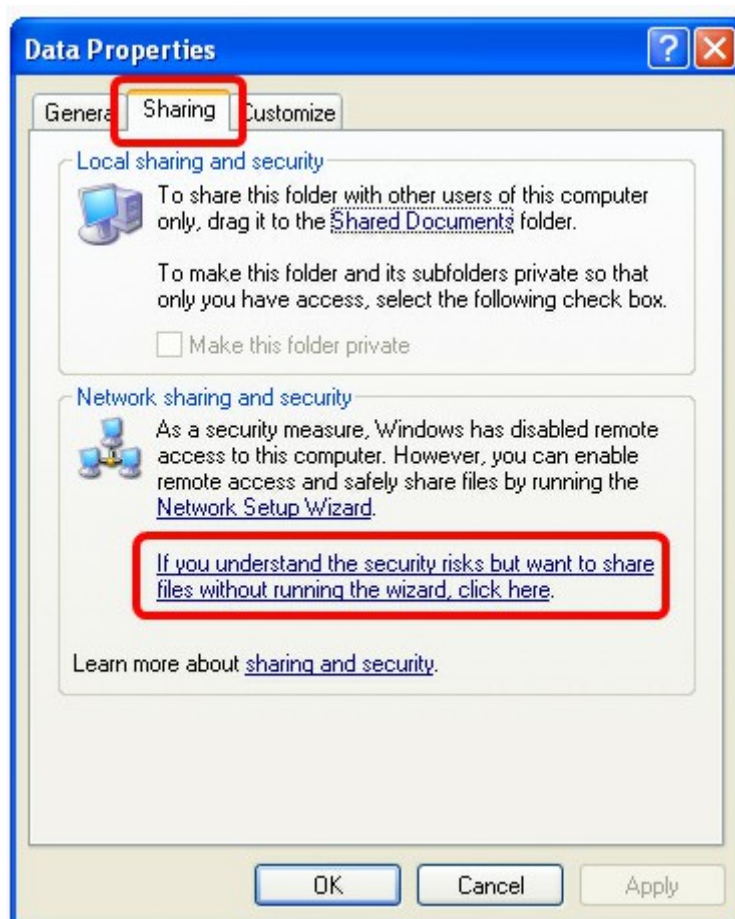 Data Properties
General Sharing Customize
Local sharing and security
To share this folder with other users of this computer
only, drag it to the Shared Documents folder.
To make this folder and its subfolders private so that
only you have access, select the following check box.
Make this folder private
Network sharing and security
As a security measure, Windows has disabled remote
access to this computer. However, you can enable
remote access and safely share files by running the
Network Setup Wizard.
If you understand the security risks but want to share
files without running the wizard, click here.
Learn more about sharing and security.
OK Cancel Apply